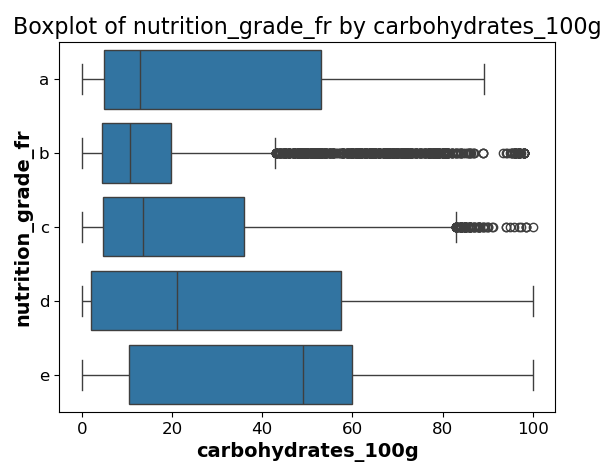 Boxplot of nutrition_grade_fr by carbohydrates_100g
a
b
c
d
e
nutrition_grade_fr
0 20 40 60 80 100
carbohydrates_100g